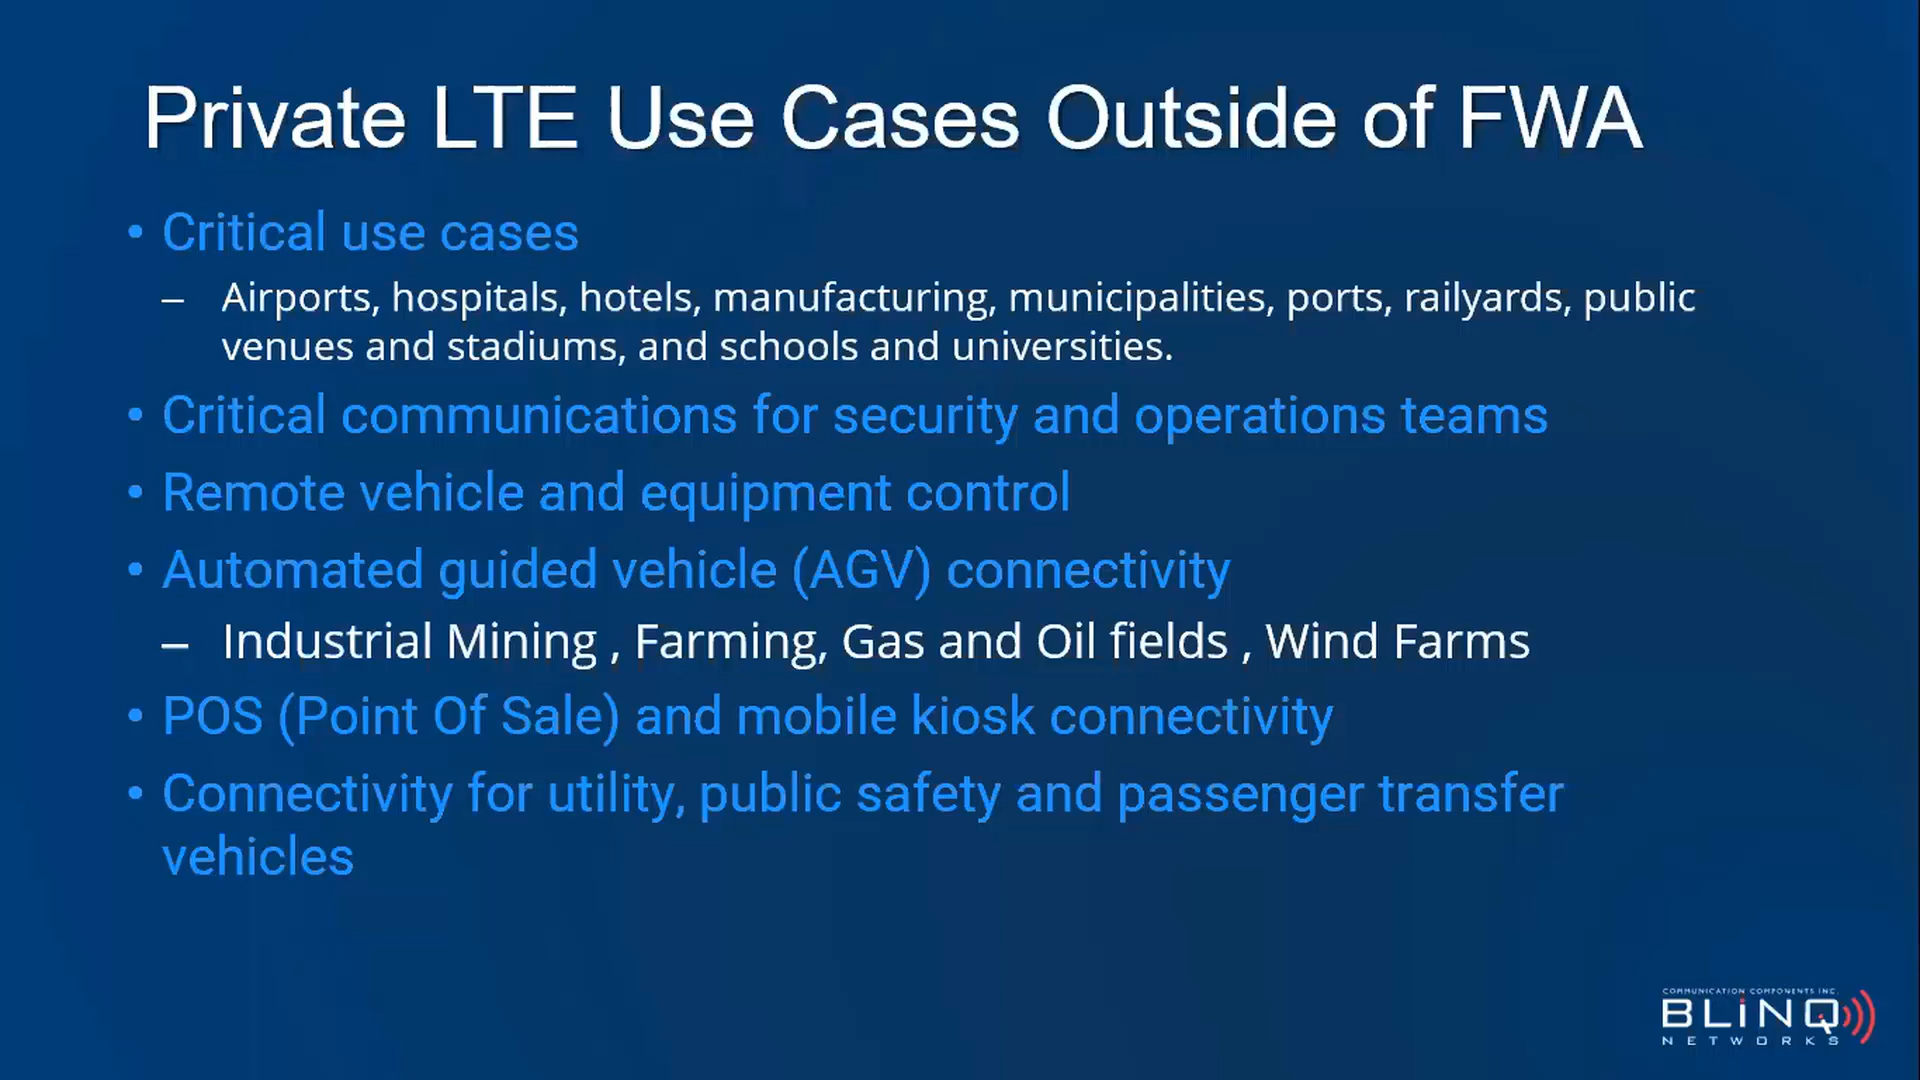 Private LTE Use Cases Outside of FWA
• Critical use cases
– Airports, hospitals, hotels, manufacturing, municipalities, ports, railyards, public
venues and stadiums, and schools and universities.
• Critical communications for security and operations teams
• Remote vehicle and equipment control
• Automated guided vehicle (AGV) connectivity
– Industrial Mining , Farming, Gas and Oil fields , Wind Farms
• POS (Point Of Sale) and mobile kiosk connectivity
• Connectivity for utility, public safety and passenger transfer
vehicles
COMMUNICATION COMPONENTS INC.
BLiNQ
NETWORKS